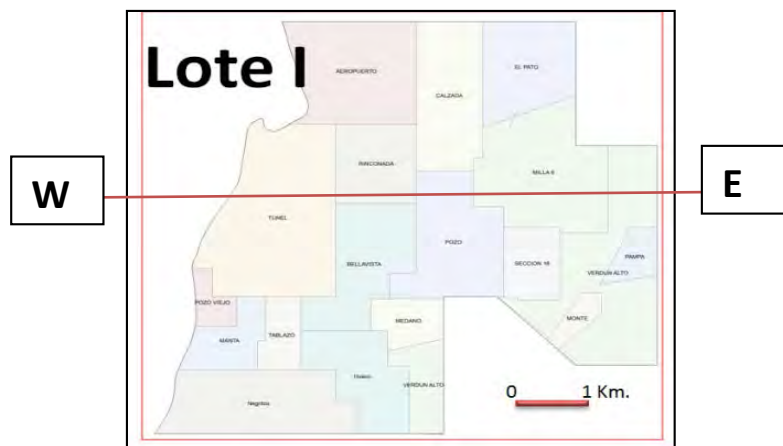 Lote I
AEROPUERTO
EL PATO
CALZADA
RINCONADA
MILLA 6
W
E
TUNEL
POZO
BELLAVISTA
SECCION 16
PAMPA
VERDUN ALTO
POZO VIEJO
MEDANO
MONTE
MANTA
TABLAZO
Hueco
VERDUN ALTO
Negritos
0 1 Km.